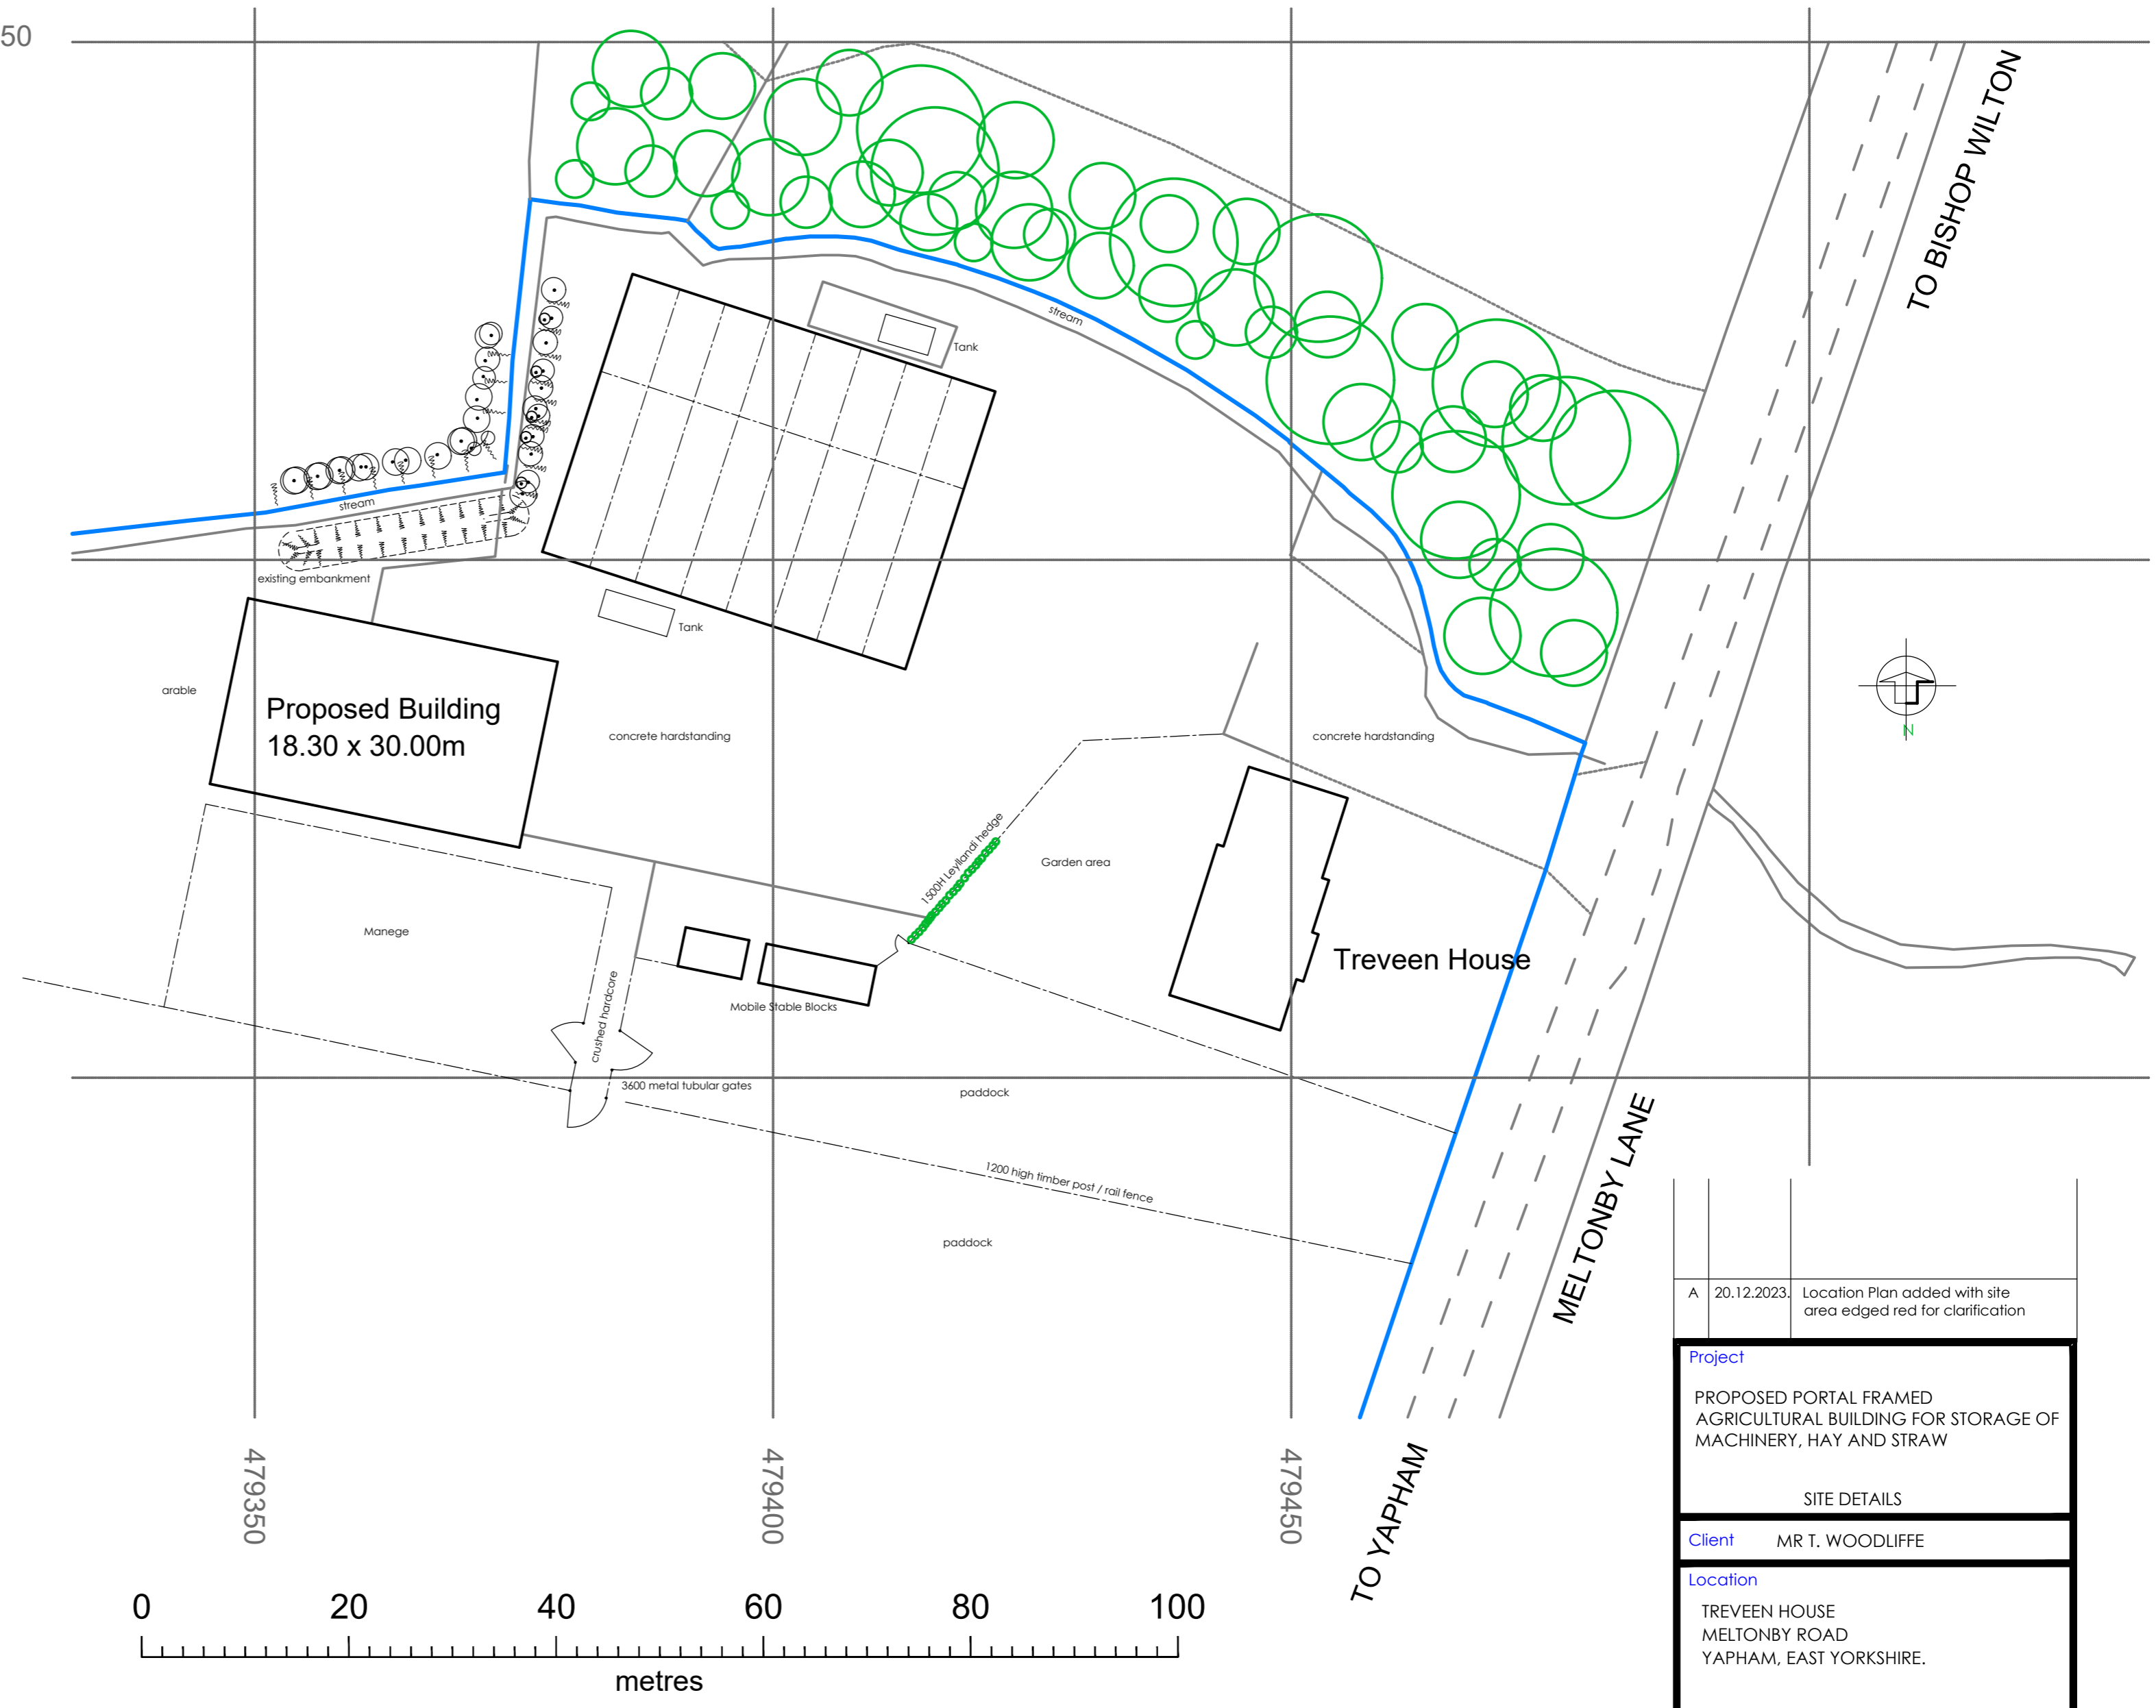 50
TO BISHOP WILTON
stream
Tank
stream
existing embankment
Tank
arable
Proposed Building
18.30 x 30.00m
concrete hardstanding
concrete hardstanding
N
1500H Leyllandi hedge
Garden area
Manege
Treveen House
crushed hardcore
Mobile Stable Blocks
3600 metal tubular gates
paddock
1200 high timber post / rail fence
paddock
MELTONBY LANE
A 20.12.2023. Location Plan added with site
area edged red for clarification
Project
PROPOSED PORTAL FRAMED
AGRICULTURAL BUILDING FOR STORAGE OF
MACHINERY, HAY AND STRAW
SITE DETAILS
Client MR T. WOODLIFFE
Location
TREVEEN HOUSE
MELTONBY ROAD
YAPHAM, EAST YORKSHIRE.
479350
479400
479450
TO YAPHAM
0 20 40 60 80 100
metres